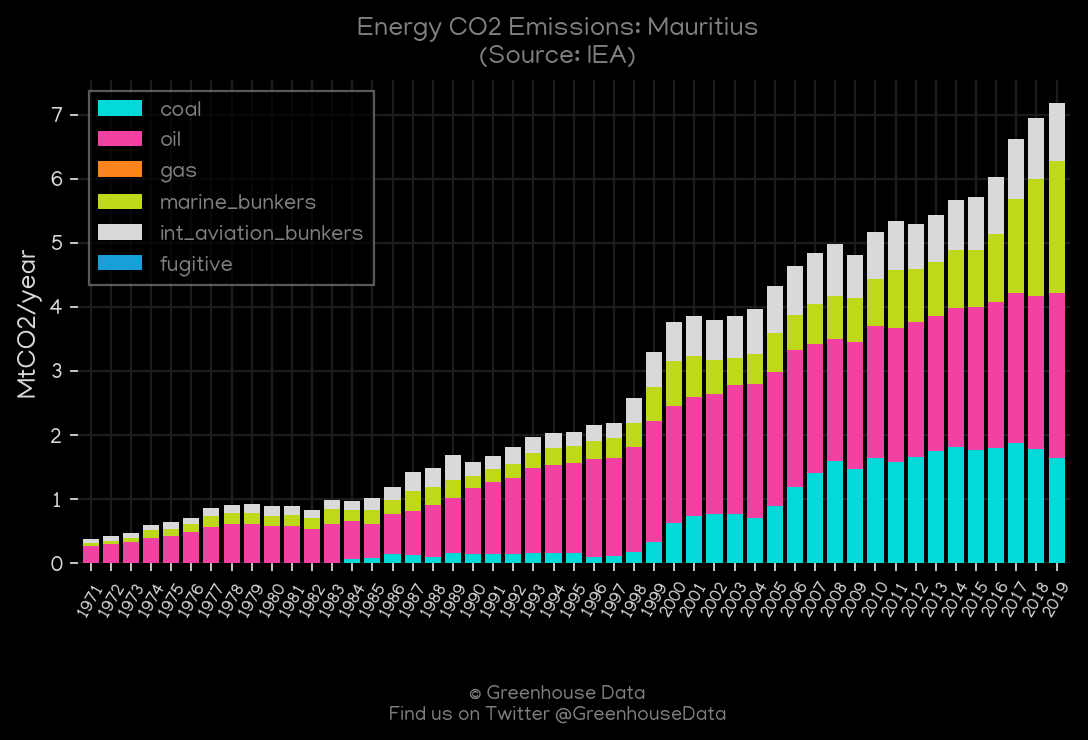 Energy CO2 Emissions: Mauritius
(Source: IEA)
coal
oil
gas
marine_bunkers
int_aviation_bunkers
fugitive
MtCO2/year
7
6
5
4
3
2
1
0
1971 1972 1973 1974 1975 1976 1977 1978 1979 1980 1981 1982 1983 1984 1985 1986 1987 1988 1989 1990 1991 1992 1993 1994 1995 1996 1997 1998 1999 2000 2001 2002 2003 2004 2005 2006 2007 2008 2009 2010 2011 2012 2013 2014 2015 2016 2017 2018 2019
© Greenhouse Data
Find us on Twitter @GreenhouseData